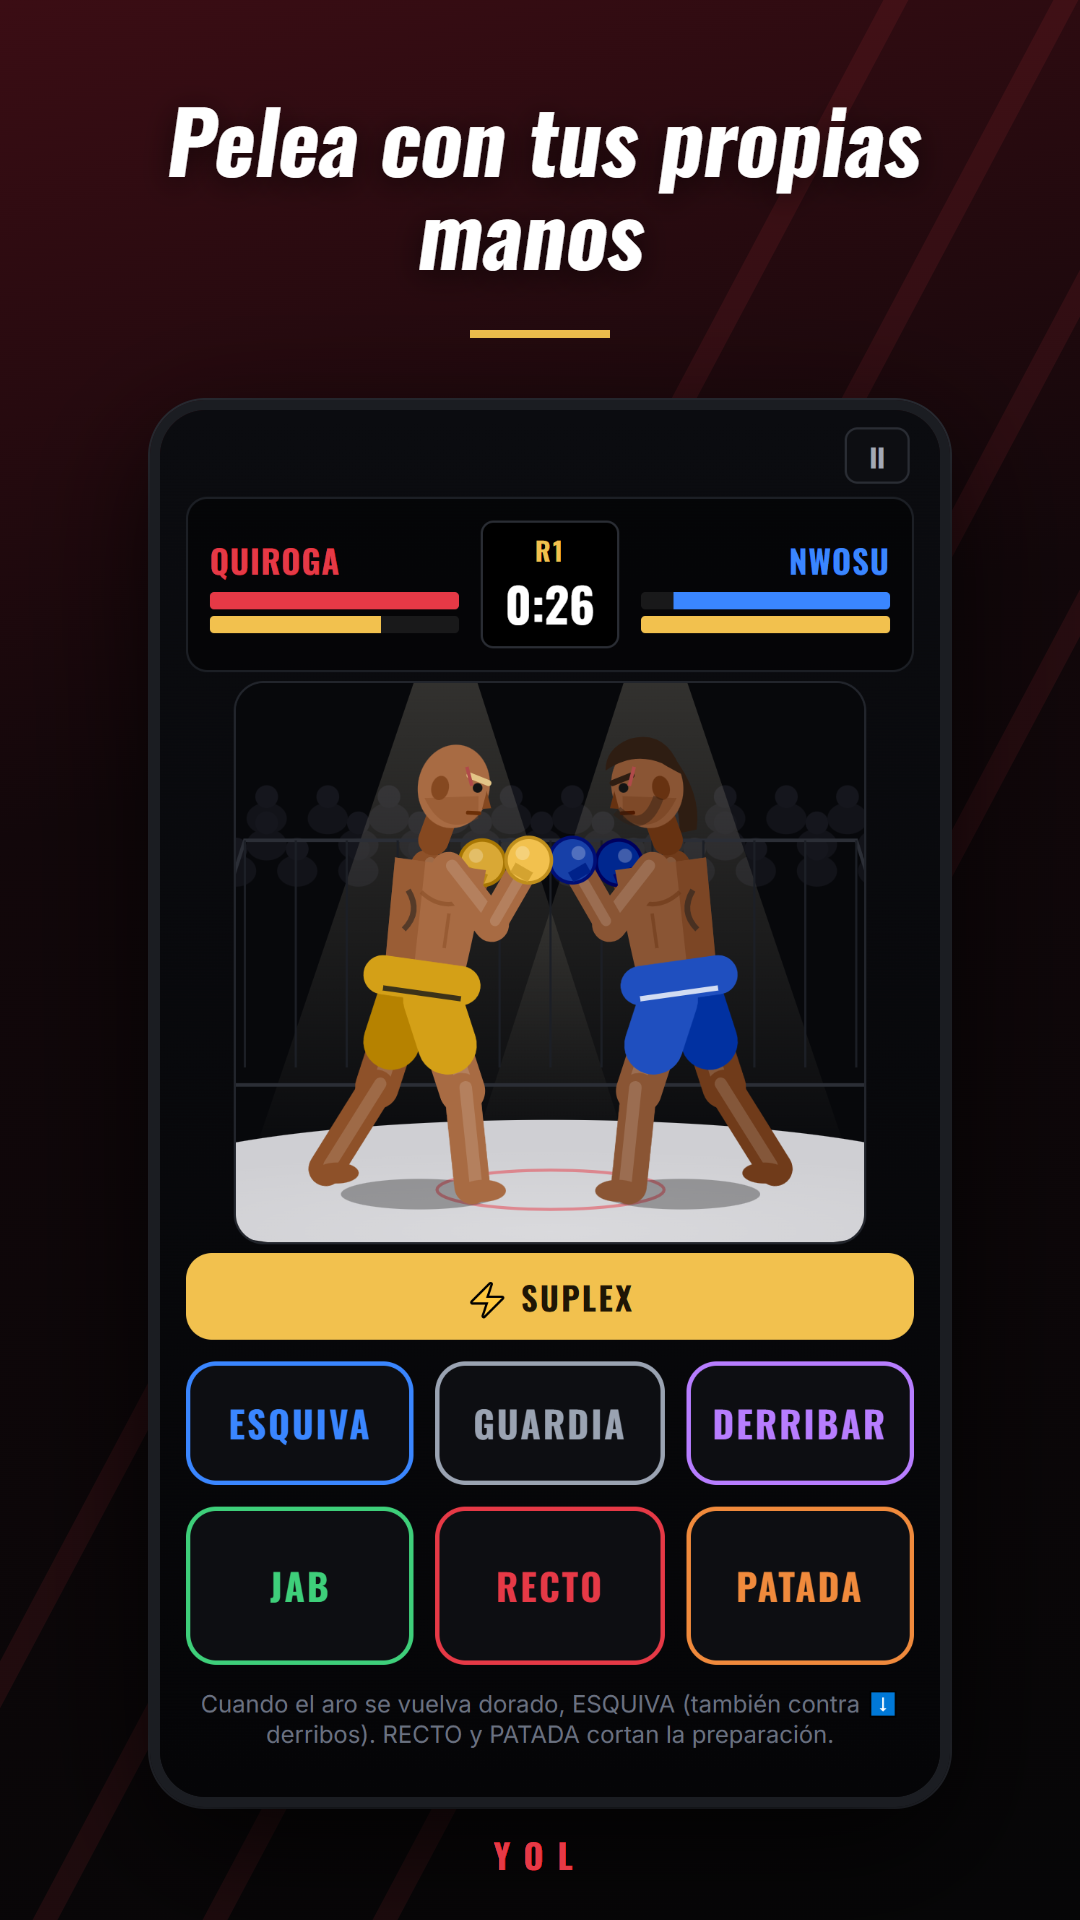 Pelea con tus propias
manos
QUIROGA
R1
0:26
NWOSU
SUPLEX
ESQUIVA
GUARDIA
DERRIBAR
JAB
RECTO
PATADA
Cuando el aro se vuelva dorado, ESQUIVA (también contra ⬇️
derribos). RECTO y PATADA cortan la preparación.
YOL